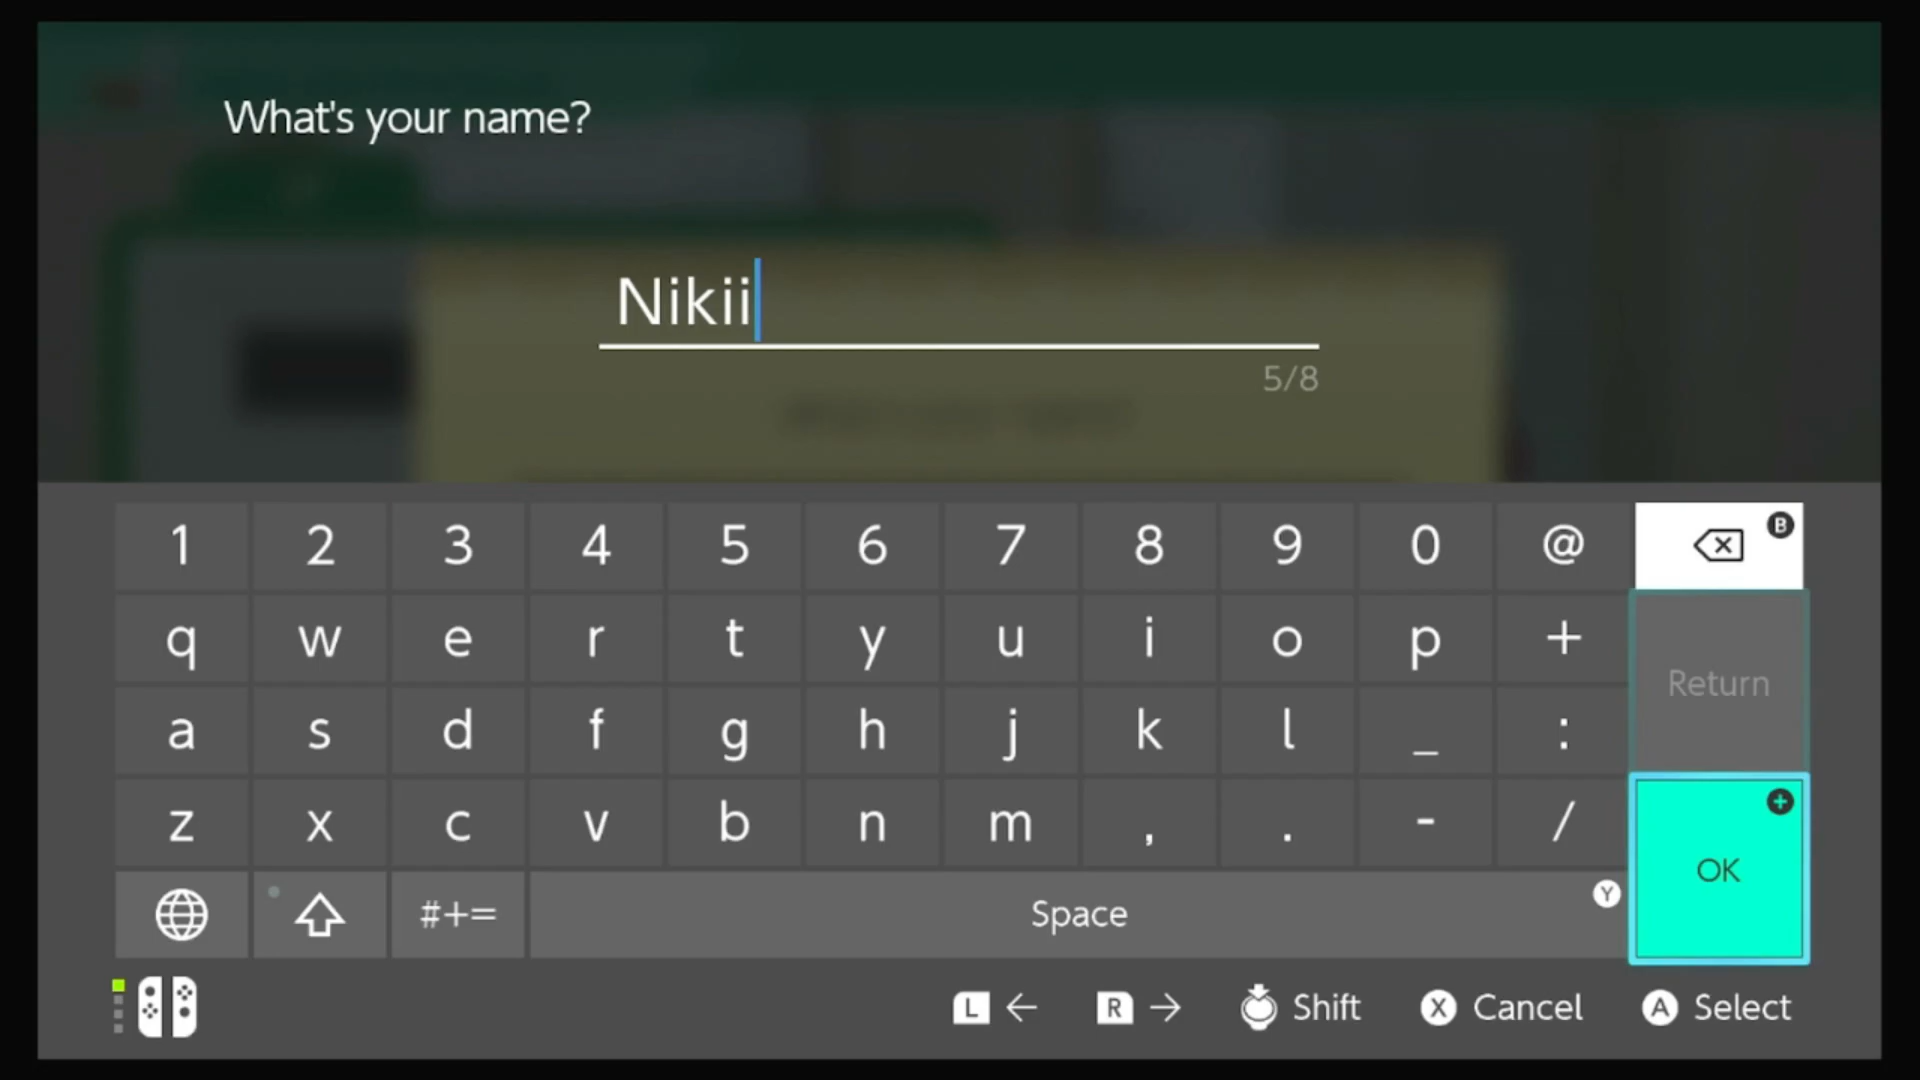 What's your name?
Nikii
5/8
1 2 3 4 5 6 7 8 9 0 @ B
q w e r t y u i o p + Return
a s d f g h j k l _ :
z x c v b n m , . - / + OK
#+= Space Y
L ← R → Shift X Cancel A Select